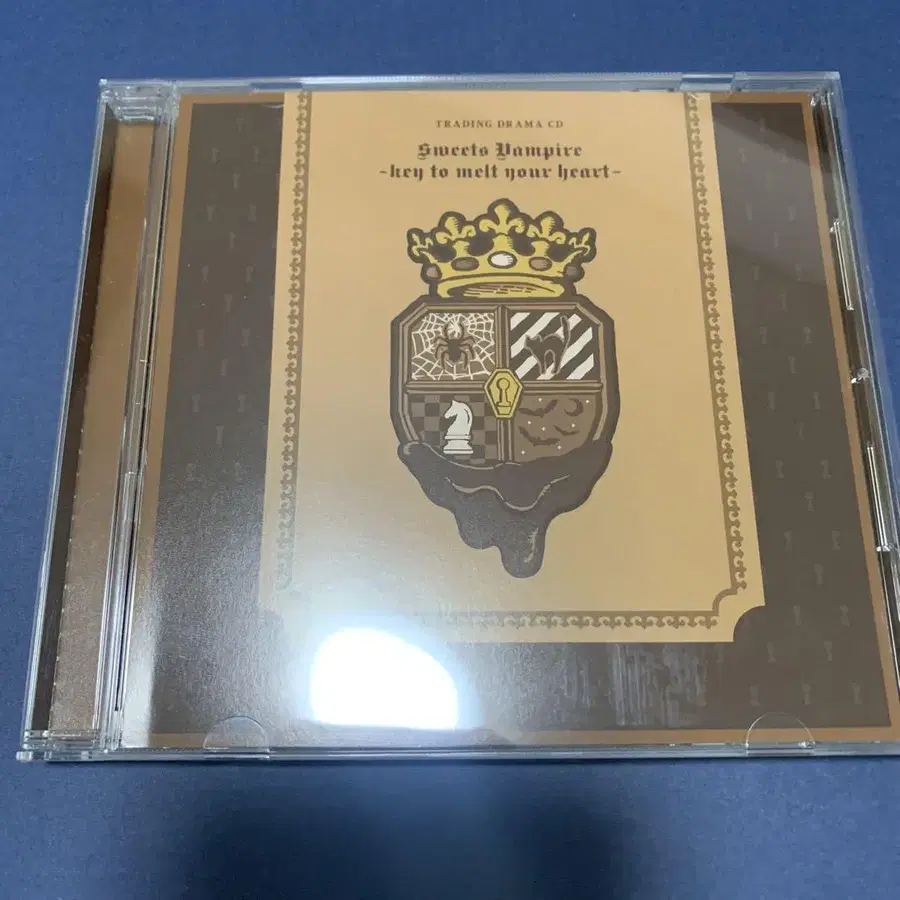 TRADING DRAMA CD
Sweets Vampire
-key to melt your heart-